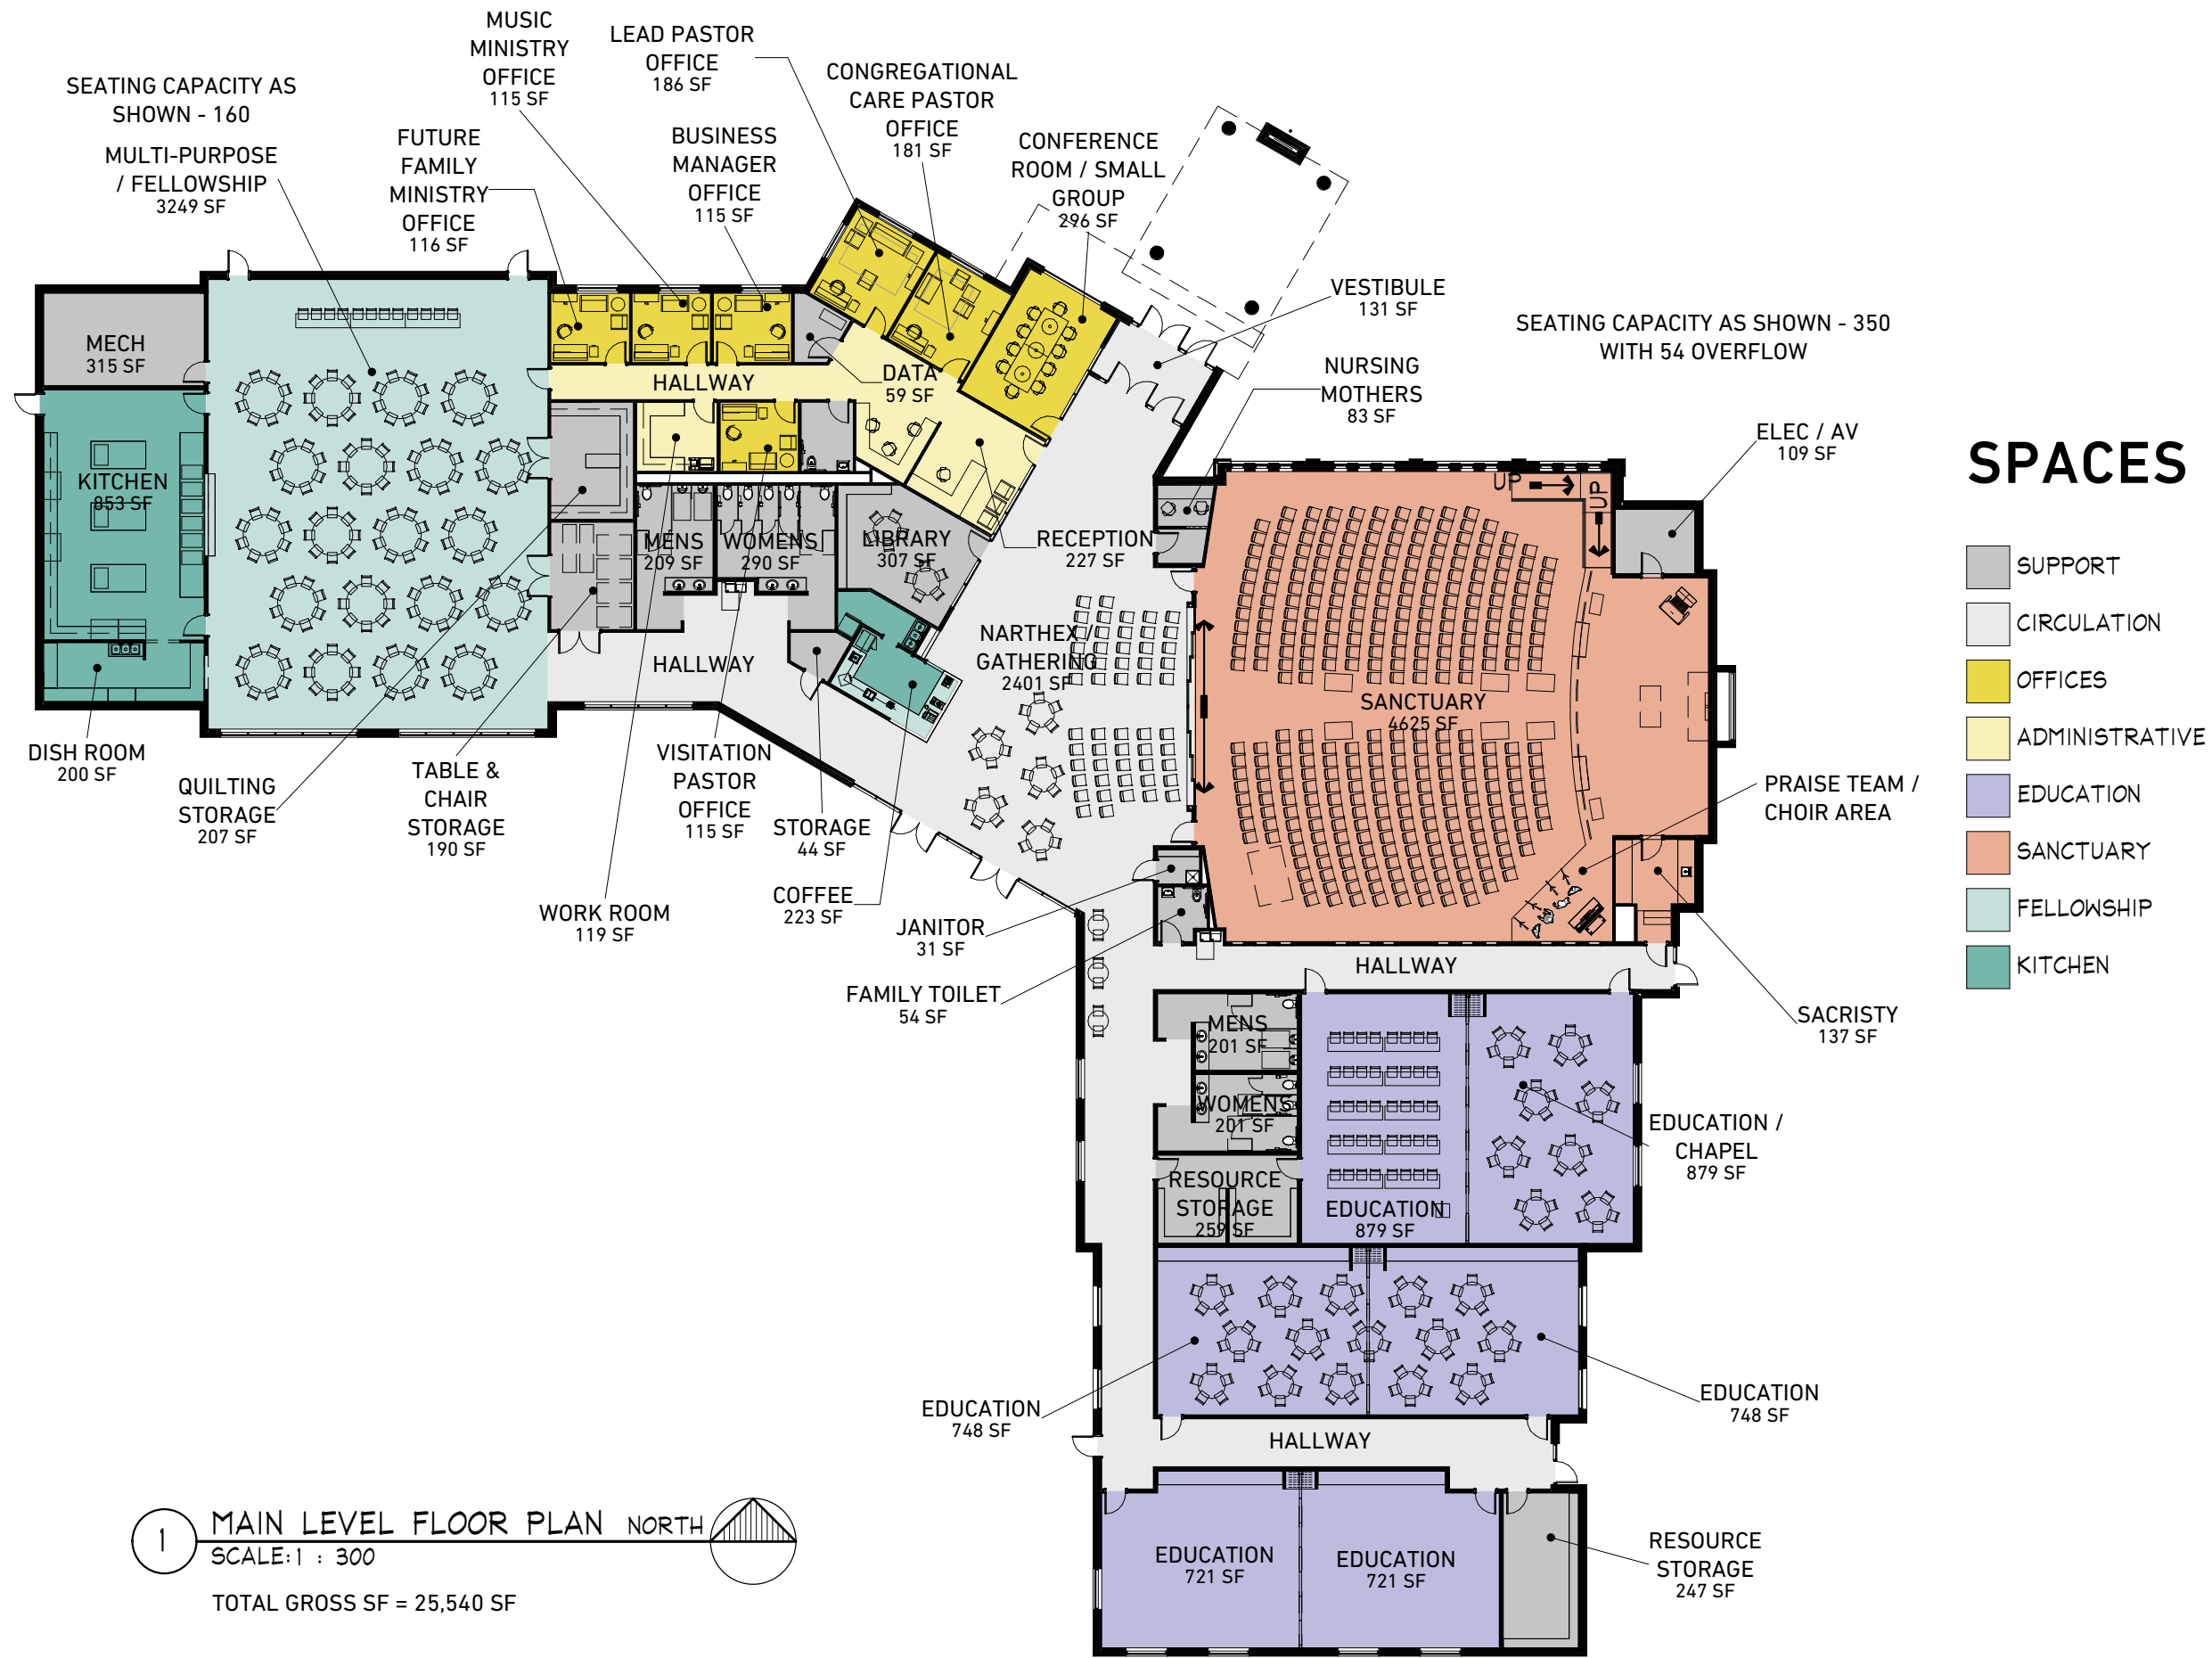 MUSIC
MINISTRY
OFFICE
115 SF
LEAD PASTOR
OFFICE
186 SF
CONGREGATIONAL
CARE PASTOR
OFFICE
181 SF
SEATING CAPACITY AS
SHOWN - 160
MULTI-PURPOSE
/ FELLOWSHIP
3249 SF
FUTURE
FAMILY
MINISTRY
OFFICE
116 SF
BUSINESS
MANAGER
OFFICE
115 SF
CONFERENCE
ROOM / SMALL
GROUP
296 SF
VESTIBULE
131 SF
SEATING CAPACITY AS SHOWN - 350
WITH 54 OVERFLOW
NURSING
MOTHERS
83 SF
ELEC / AV
109 SF
MECH
315 SF
HALLWAY
DATA
59 SF
KITCHEN
853 SF
MENS
209 SF
WOMENS
290 SF
LIBRARY
307 SF
RECEPTION
227 SF
UP
UP
HALLWAY
NARTHEX /
GATHERING
2401 SF
SANCTUARY
4625 SF
DISH ROOM
200 SF
QUILTING
STORAGE
207 SF
TABLE &
CHAIR
STORAGE
190 SF
VISITATION
PASTOR
OFFICE
115 SF
STORAGE
44 SF
COFFEE
223 SF
WORK ROOM
119 SF
JANITOR
31 SF
FAMILY TOILET
54 SF
PRAISE TEAM /
CHOIR AREA
HALLWAY
SACRISTY
137 SF
MENS
201 SF
WOMENS
201 SF
RESOURCE
STORAGE
259 SF
EDUCATION
879 SF
EDUCATION /
CHAPEL
879 SF
EDUCATION
748 SF
EDUCATION
748 SF
HALLWAY
EDUCATION
721 SF
EDUCATION
721 SF
RESOURCE
STORAGE
247 SF
SPACES
SUPPORT
CIRCULATION
OFFICES
ADMINISTRATIVE
EDUCATION
SANCTUARY
FELLOWSHIP
KITCHEN
1
MAIN LEVEL FLOOR PLAN NORTH
SCALE: 1 : 300
TOTAL GROSS SF = 25,540 SF